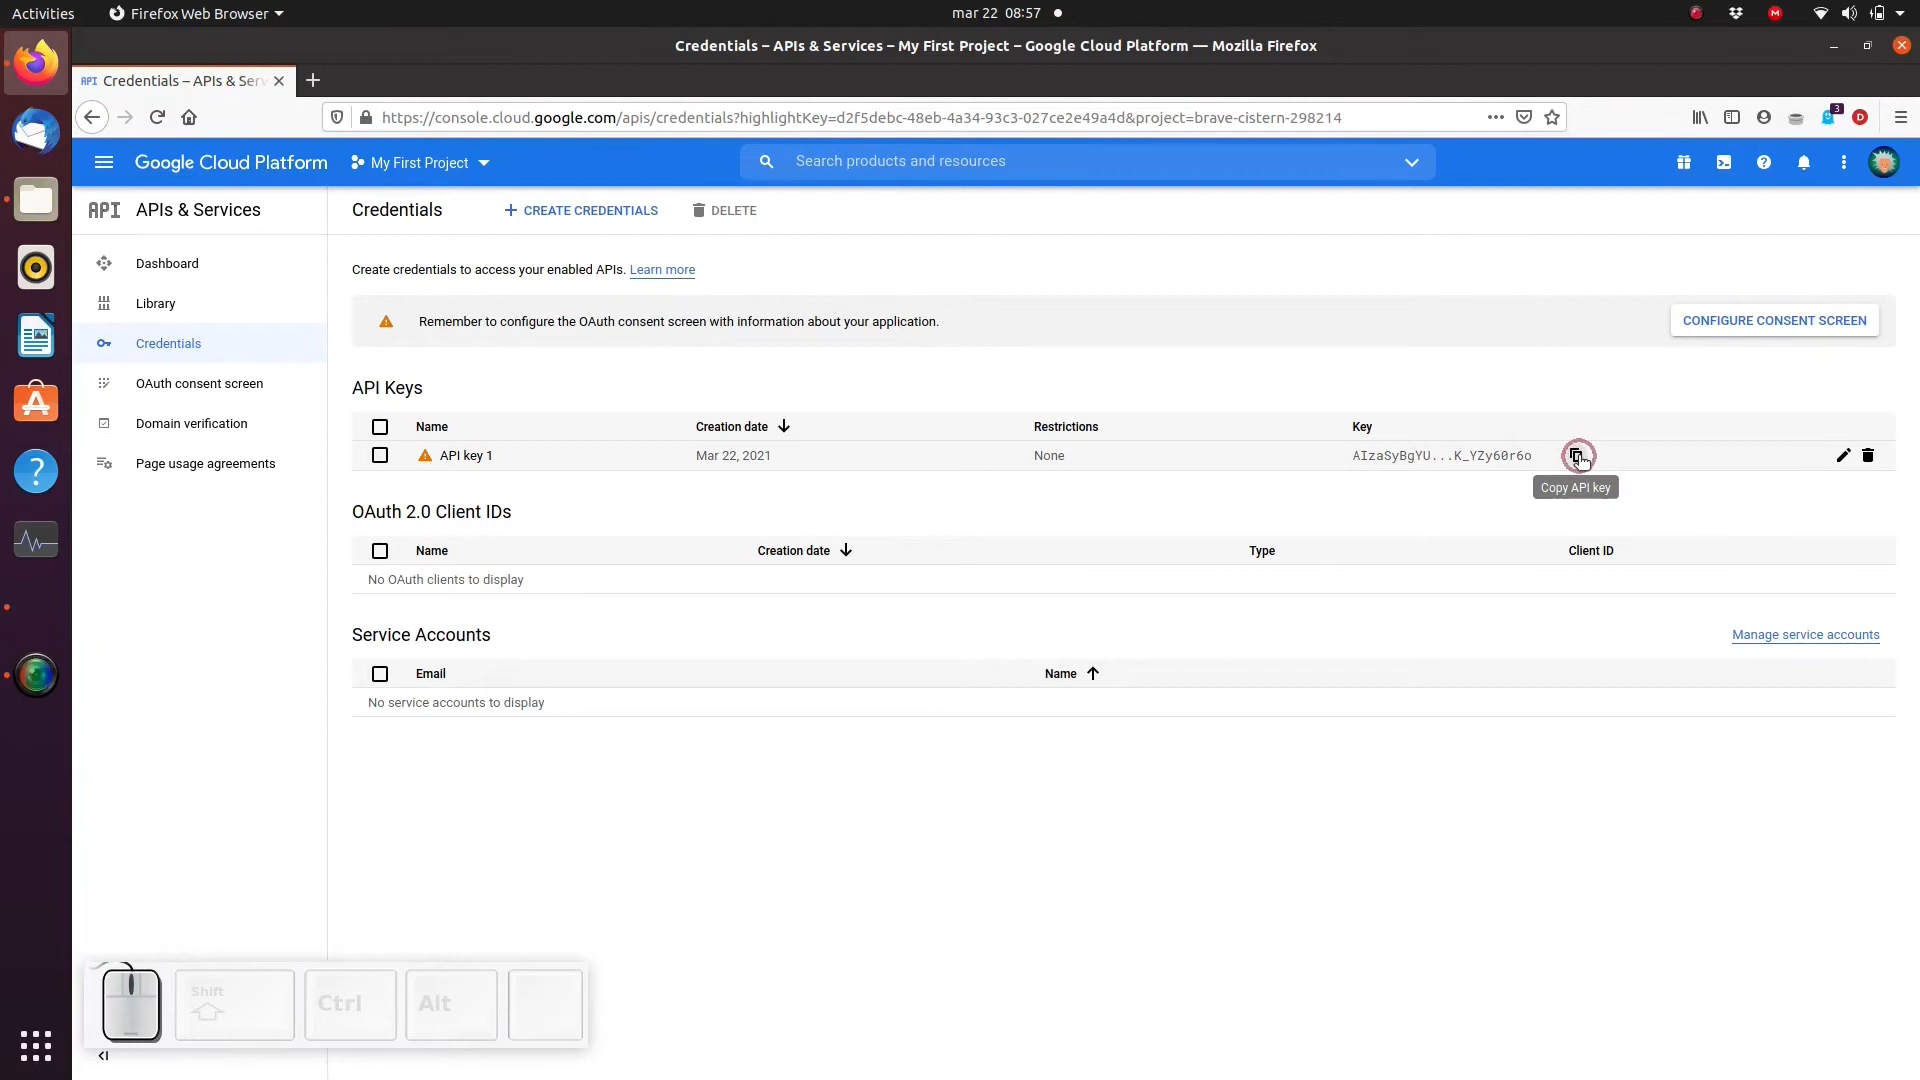 Activities
Firefox Web Browser
mar 22 08:57
M
Credentials – APIs & Services – My First Project – Google Cloud Platform — Mozilla Firefox
API Credentials – APIs & Serv
https://console.cloud.google.com/apis/credentials?highlightKey=d2f5debc-48eb-4a34-93c3-027ce2e49a4d&project=brave-cistern-298214
3
D
Google Cloud Platform
My First Project
Search products and resources
API APIs & Services
Credentials
CREATE CREDENTIALS
DELETE
Dashboard
Library
Credentials
OAuth consent screen
Domain verification
Page usage agreements
Create credentials to access your enabled APIs. Learn more
Remember to configure the OAuth consent screen with information about your application.
CONFIGURE CONSENT SCREEN
API Keys
Name Creation date Restrictions Key
API key 1 Mar 22, 2021 None AIzaSyBgYU...K_YZy60r6o
Copy API key
OAuth 2.0 Client IDs
Name Creation date Type Client ID
No OAuth clients to display
Service Accounts
Manage service accounts
Email Name
No service accounts to display
Shift
Ctrl
Alt